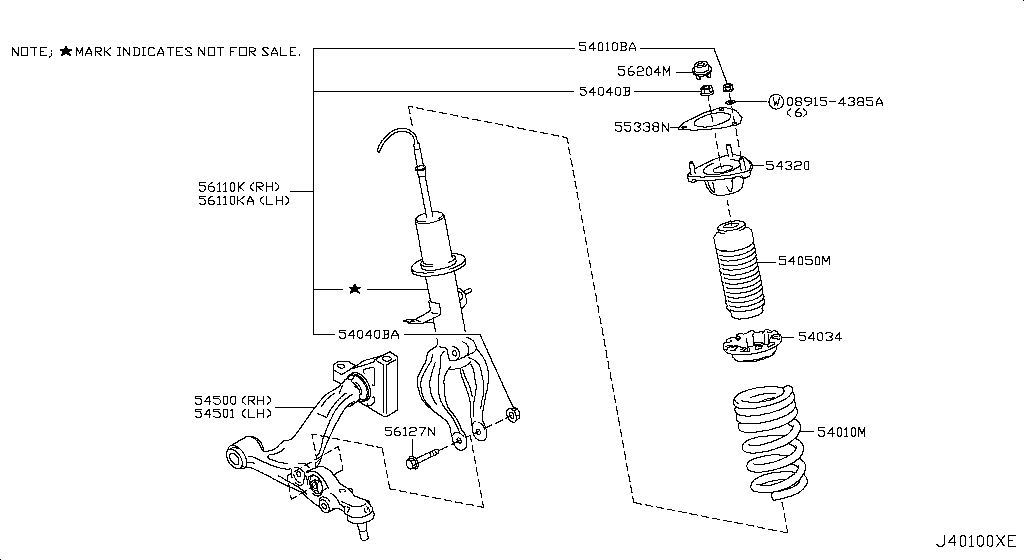 54010BA
NOTE; ★ MARK INDICATES NOT FOR SALE.
56204M
54040B
W 08915-4385A
(6)
55338N
54320
56110K (RH)
56110KA (LH)
54050M
★
54040BA
54034
54500 (RH)
54501 (LH)
56127N
54010M
J40100XE